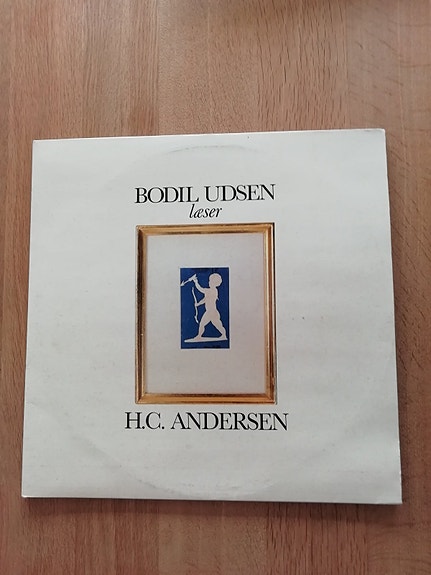 BODIL UDSEN
læser
H.C. ANDERSEN